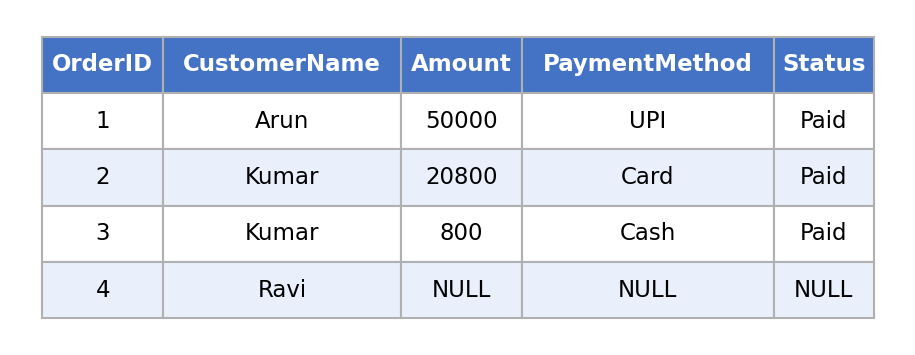 OrderID CustomerName Amount PaymentMethod Status
1 Arun 50000 UPI Paid
2 Kumar 20800 Card Paid
3 Kumar 800 Cash Paid
4 Ravi NULL NULL NULL